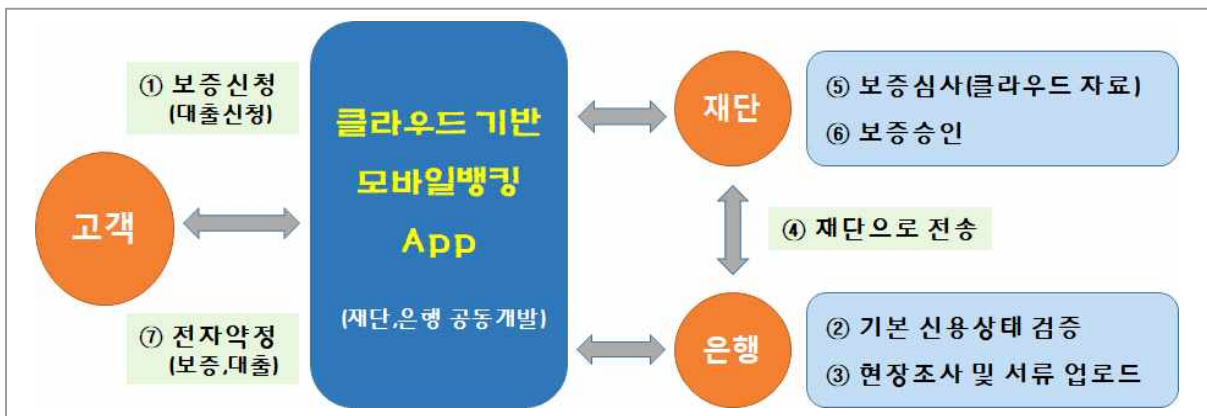 ① 보증신청
(대출신청)
고객
⑦ 전자약정
(보증,대출)
클라우드 기반
모바일뱅킹
App
(재단,은행 공동개발)
재단
⑤ 보증심사(클라우드 자료)
⑥ 보증승인
④ 재단으로 전송
은행
② 기본 신용상태 검증
③ 현장조사 및 서류 업로드